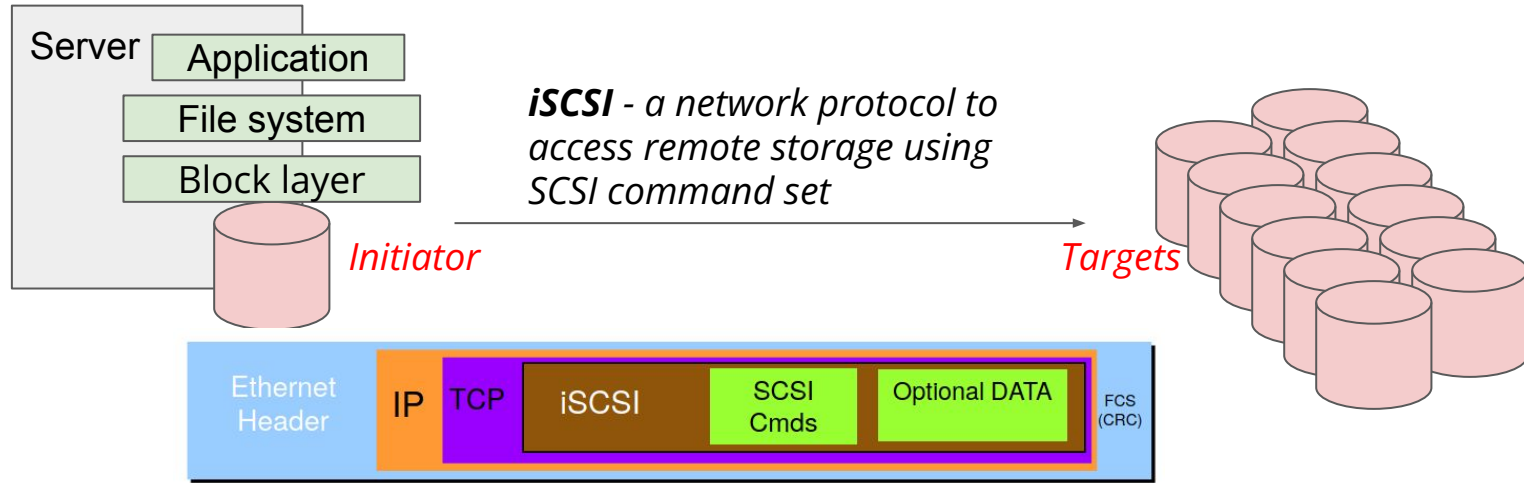 Server
Application
File system
Block layer
iSCSI - a network protocol to
access remote storage using
SCSI command set
Initiator
Targets
Ethernet
Header
IP
TCP
iSCSI
SCSI
Cmds
Optional DATA
FCS
(CRC)